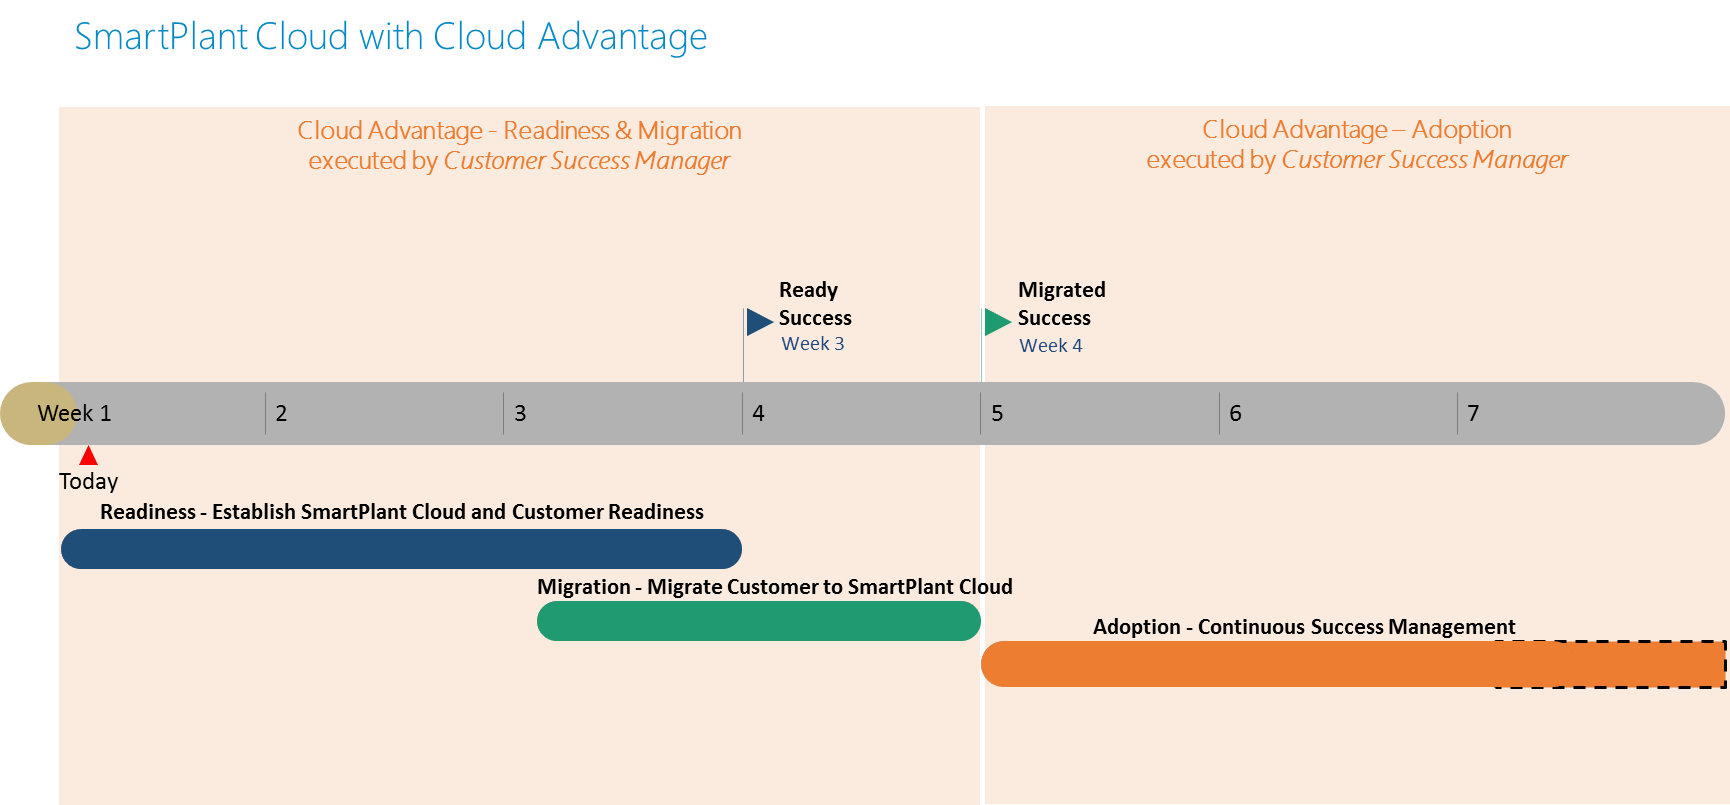 SmartPlant Cloud with Cloud Advantage
Cloud Advantage - Readiness & Migration
executed by Customer Success Manager
Cloud Advantage – Adoption
executed by Customer Success Manager
Ready
Success
Week 3
Migrated
Success
Week 4
Week 1
2
3
4
5
6
7
Today
Readiness - Establish SmartPlant Cloud and Customer Readiness
Migration - Migrate Customer to SmartPlant Cloud
Adoption - Continuous Success Management